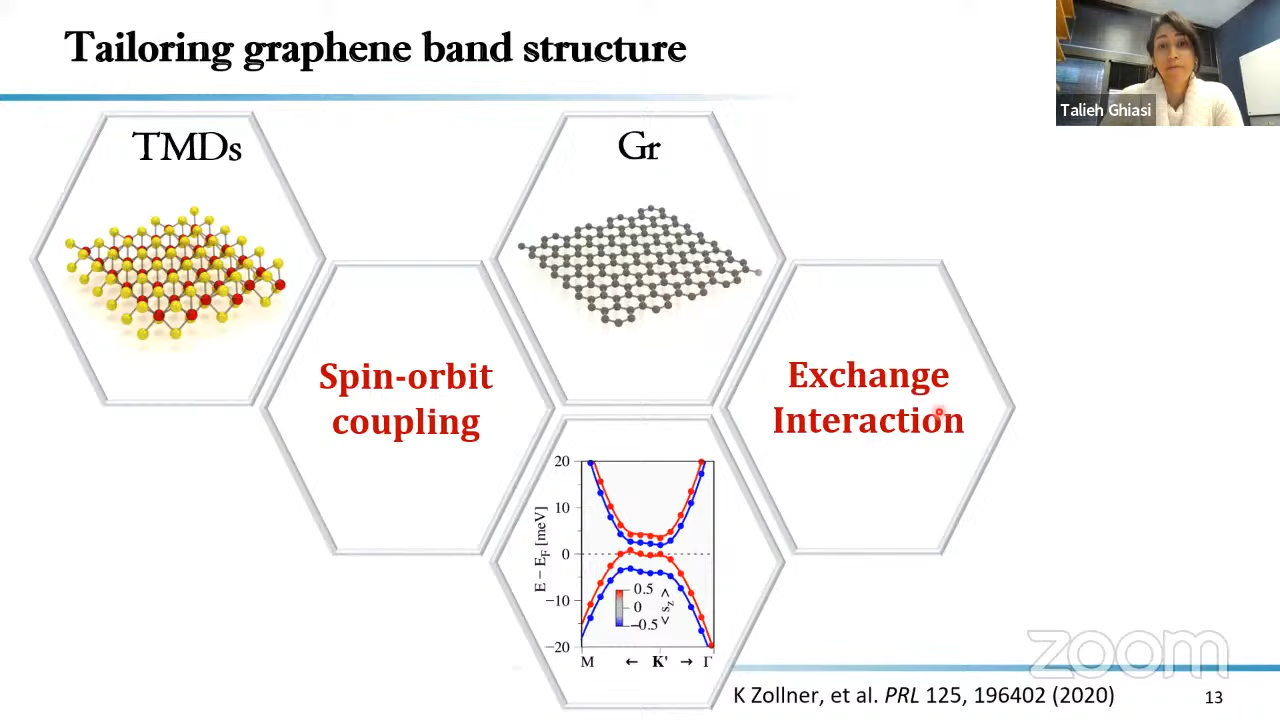 Tailoring graphene band structure
Talieh Ghiasi
TMDs
Gr
Spin-orbit
coupling
Exchange
Interaction
20
10
0
−10
−20
E − E_F [meV]
0.5
0
−0.5
< s_z >
M ← K' → Γ
zoom
K Zollner, et al. PRL 125, 196402 (2020)
13